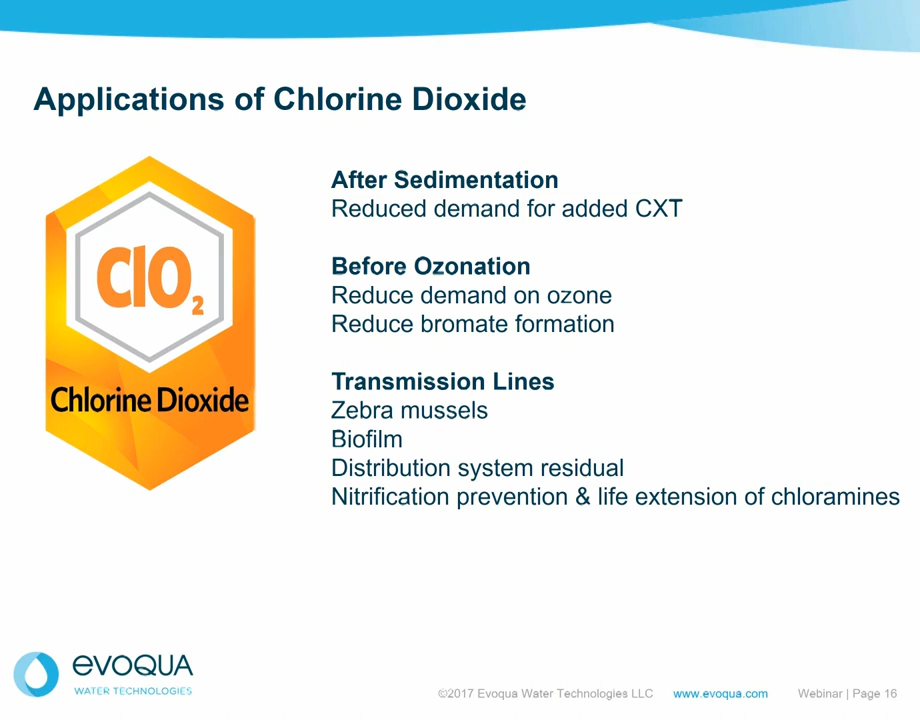 Applications of Chlorine Dioxide
ClO2
Chlorine Dioxide
After Sedimentation
Reduced demand for added CXT
Before Ozonation
Reduce demand on ozone
Reduce bromate formation
Transmission Lines
Zebra mussels
Biofilm
Distribution system residual
Nitrification prevention & life extension of chloramines
evoqua
WATER TECHNOLOGIES
©2017 Evoqua Water Technologies LLC www.evoqua.com Webinar | Page 16